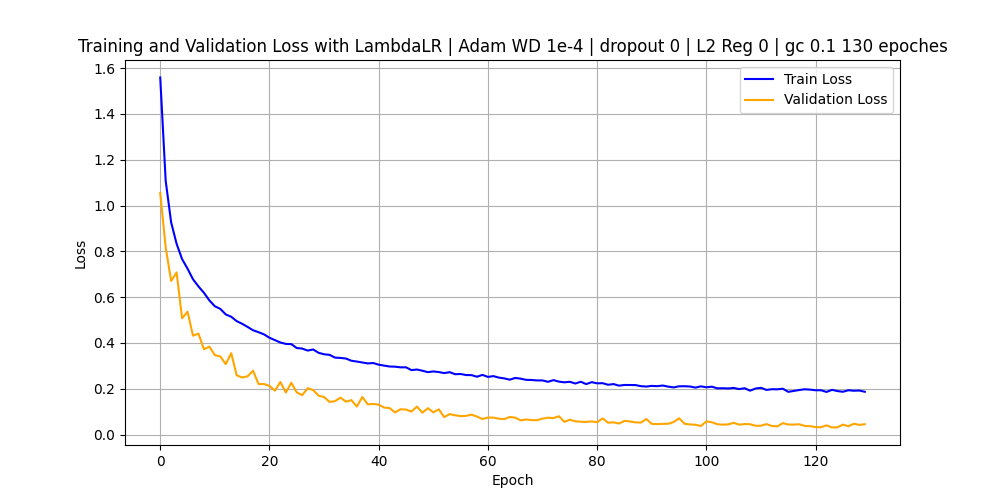 Training and Validation Loss with LambdaLR | Adam WD 1e-4 | dropout 0 | L2 Reg 0 | gc 0.1 130 epoches
Train Loss
Validation Loss
Loss
1.6
1.4
1.2
1.0
0.8
0.6
0.4
0.2
0.0
0 20 40 60 80 100 120
Epoch